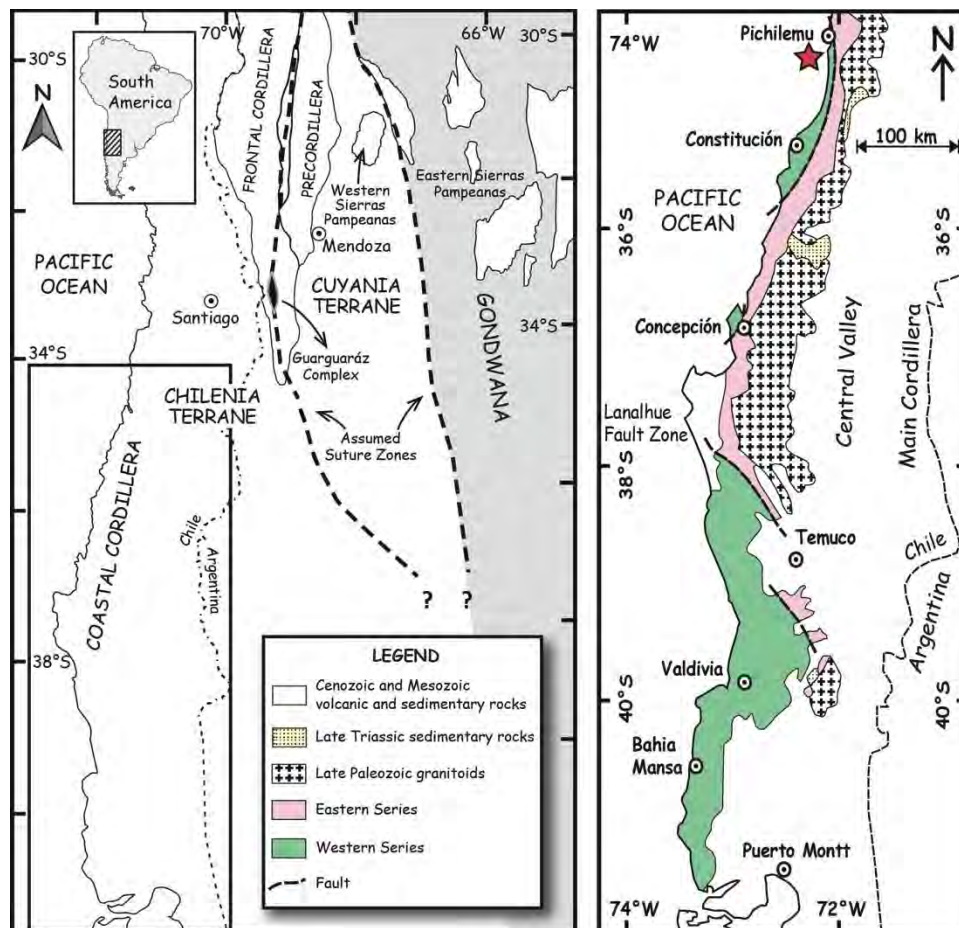 70°W
66°W
30°S
30°S
South
America
N
FRONTAL CORDILLERA
PRECORDILLERA
Western
Sierras
Pampeanas
Eastern Sierras
Pampeanas
Mendoza
PACIFIC
OCEAN
CUYANIA
TERRANE
Santiago
34°S
GONDWANA
Guarguaráz
Complex
34°S
CHILENIA
TERRANE
Assumed
Suture Zones
COASTAL CORDILLERA
Chile
Argentina
? ?
38°S
LEGEND
Cenozoic and Mesozoic
volcanic and sedimentary rocks
Late Triassic sedimentary rocks
Late Paleozoic granitoids
Eastern Series
Western Series
Fault
74°W
Pichilemu
N
Constitución
100 km
PACIFIC
OCEAN
36°S
36°S
Concepción
Central Valley
Main Cordillera
Lanalhue
Fault Zone
38°S
Temuco
Chile
Argentina
Valdivia
40°S
40°S
Bahia
Mansa
Puerto Montt
74°W
72°W